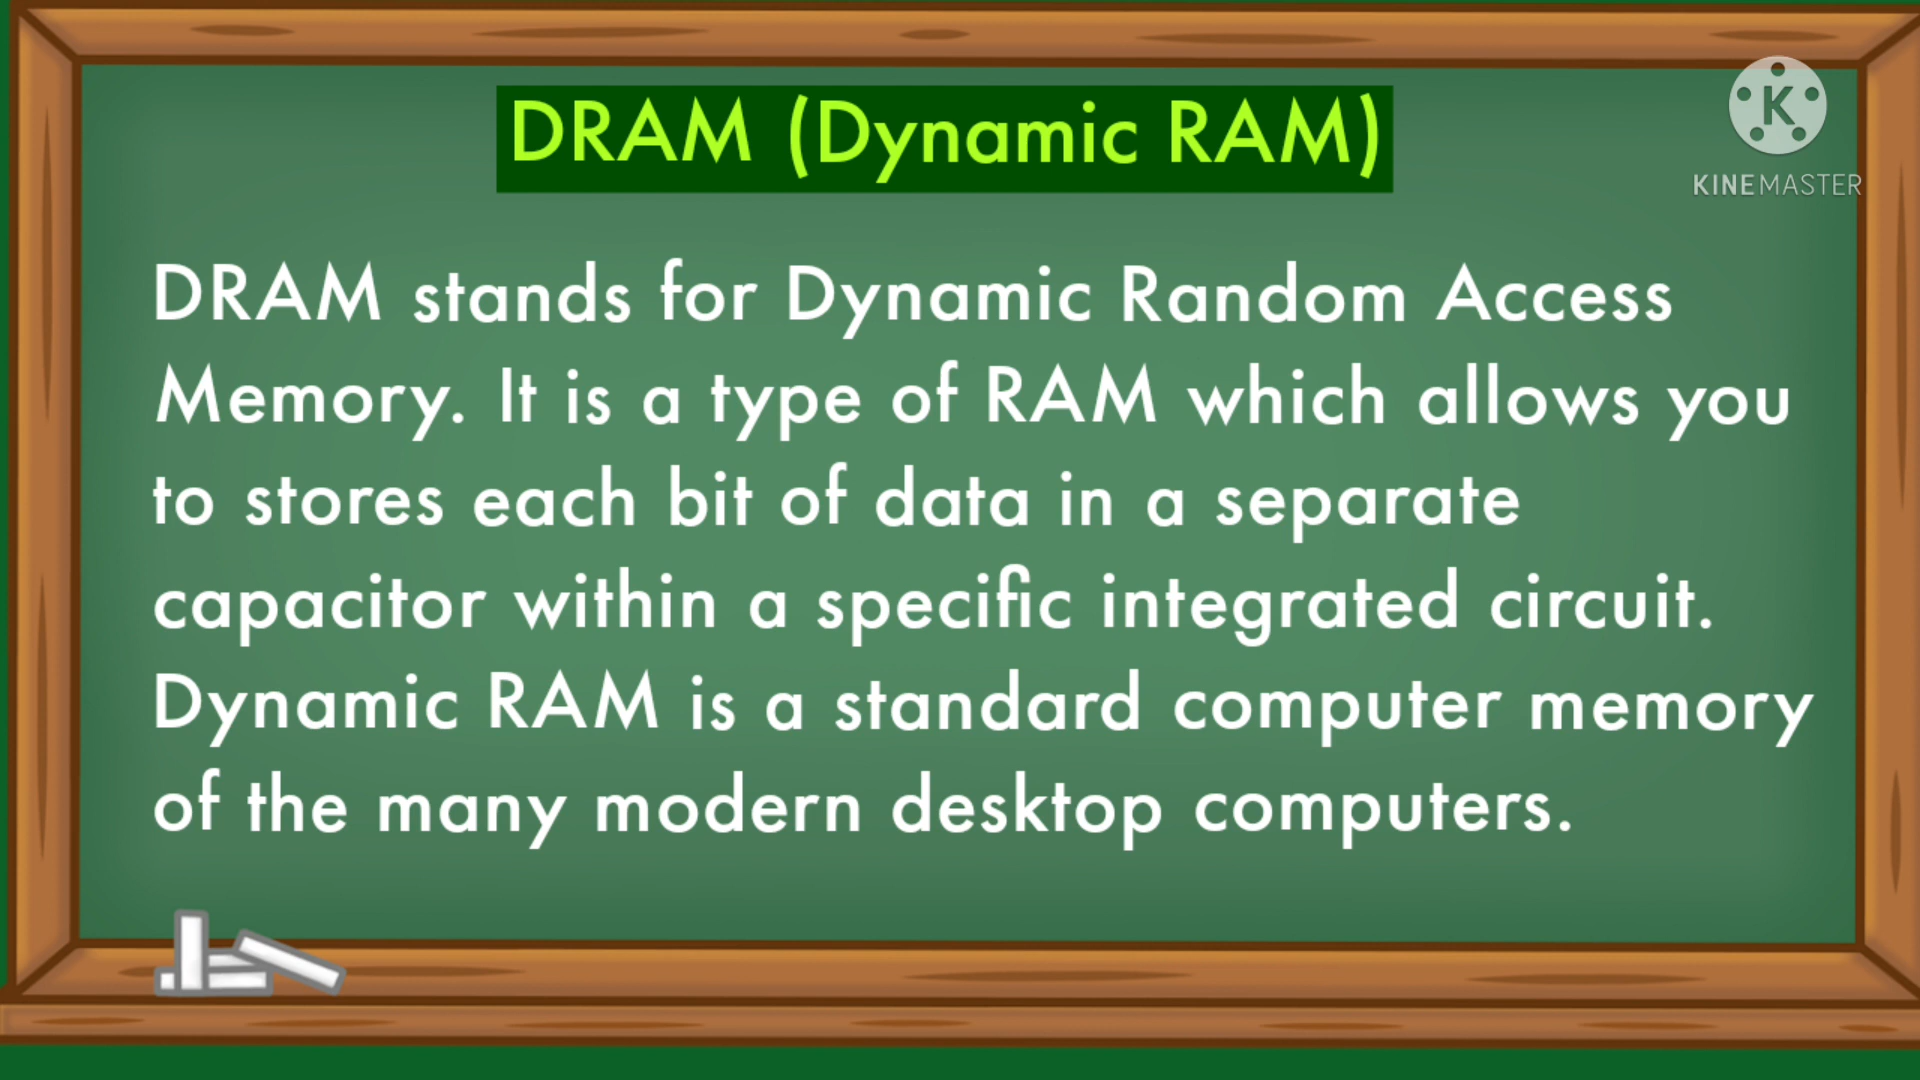 DRAM (Dynamic RAM)
K
KINEMASTER
DRAM stands for Dynamic Random Access
Memory. It is a type of RAM which allows you
to stores each bit of data in a separate
capacitor within a specific integrated circuit.
Dynamic RAM is a standard computer memory
of the many modern desktop computers.